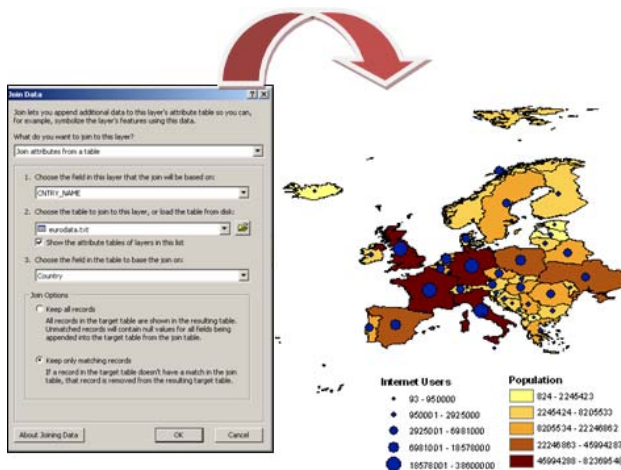 Join Data
Join lets you append additional data to this layer's attribute table so you can,
for example, symbolize the layer's features using this data.
What do you want to join to this layer?
Join attributes from a table
1. Choose the field in this layer that the join will be based on:
CNTRY_NAME
2. Choose the table to join to this layer, or load the table from disk:
eurodata.txt
Show the attribute tables of layers in this list
3. Choose the field in the table to base the join on:
Country
Join Options
Keep all records
All records in the target table are shown in the resulting table.
Unmatched records will contain null values for all fields being
appended into the target table from the join table.
Keep only matching records
If a record in the target table doesn't have a match in the join
table, that record is removed from the resulting target table.
About Joining Data
OK
Cancel
Internet Users
93 - 950000
950001 - 2925000
2925001 - 6981000
6981001 - 18578000
18578001 - 38600000
Population
824 - 2245423
2245424 - 8205533
8205534 - 22246862
22246863 - 45994287
45994288 - 82369548